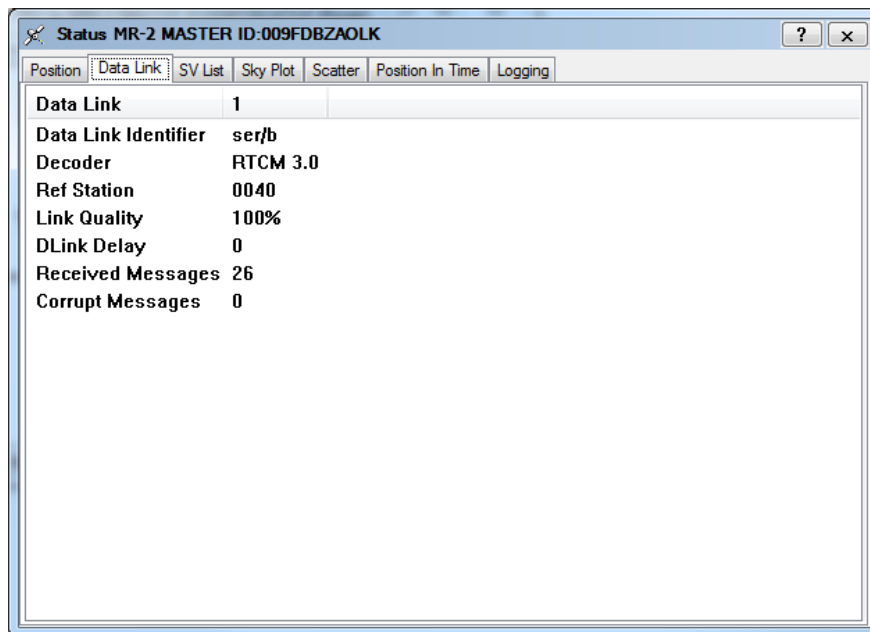 Status MR-2 MASTER ID:009FDBZAOLK ? x
Position Data Link SV List Sky Plot Scatter Position In Time Logging
Data Link 1
Data Link Identifier ser/b
Decoder RTCM 3.0
Ref Station 0040
Link Quality 100%
DLink Delay 0
Received Messages 26
Corrupt Messages 0